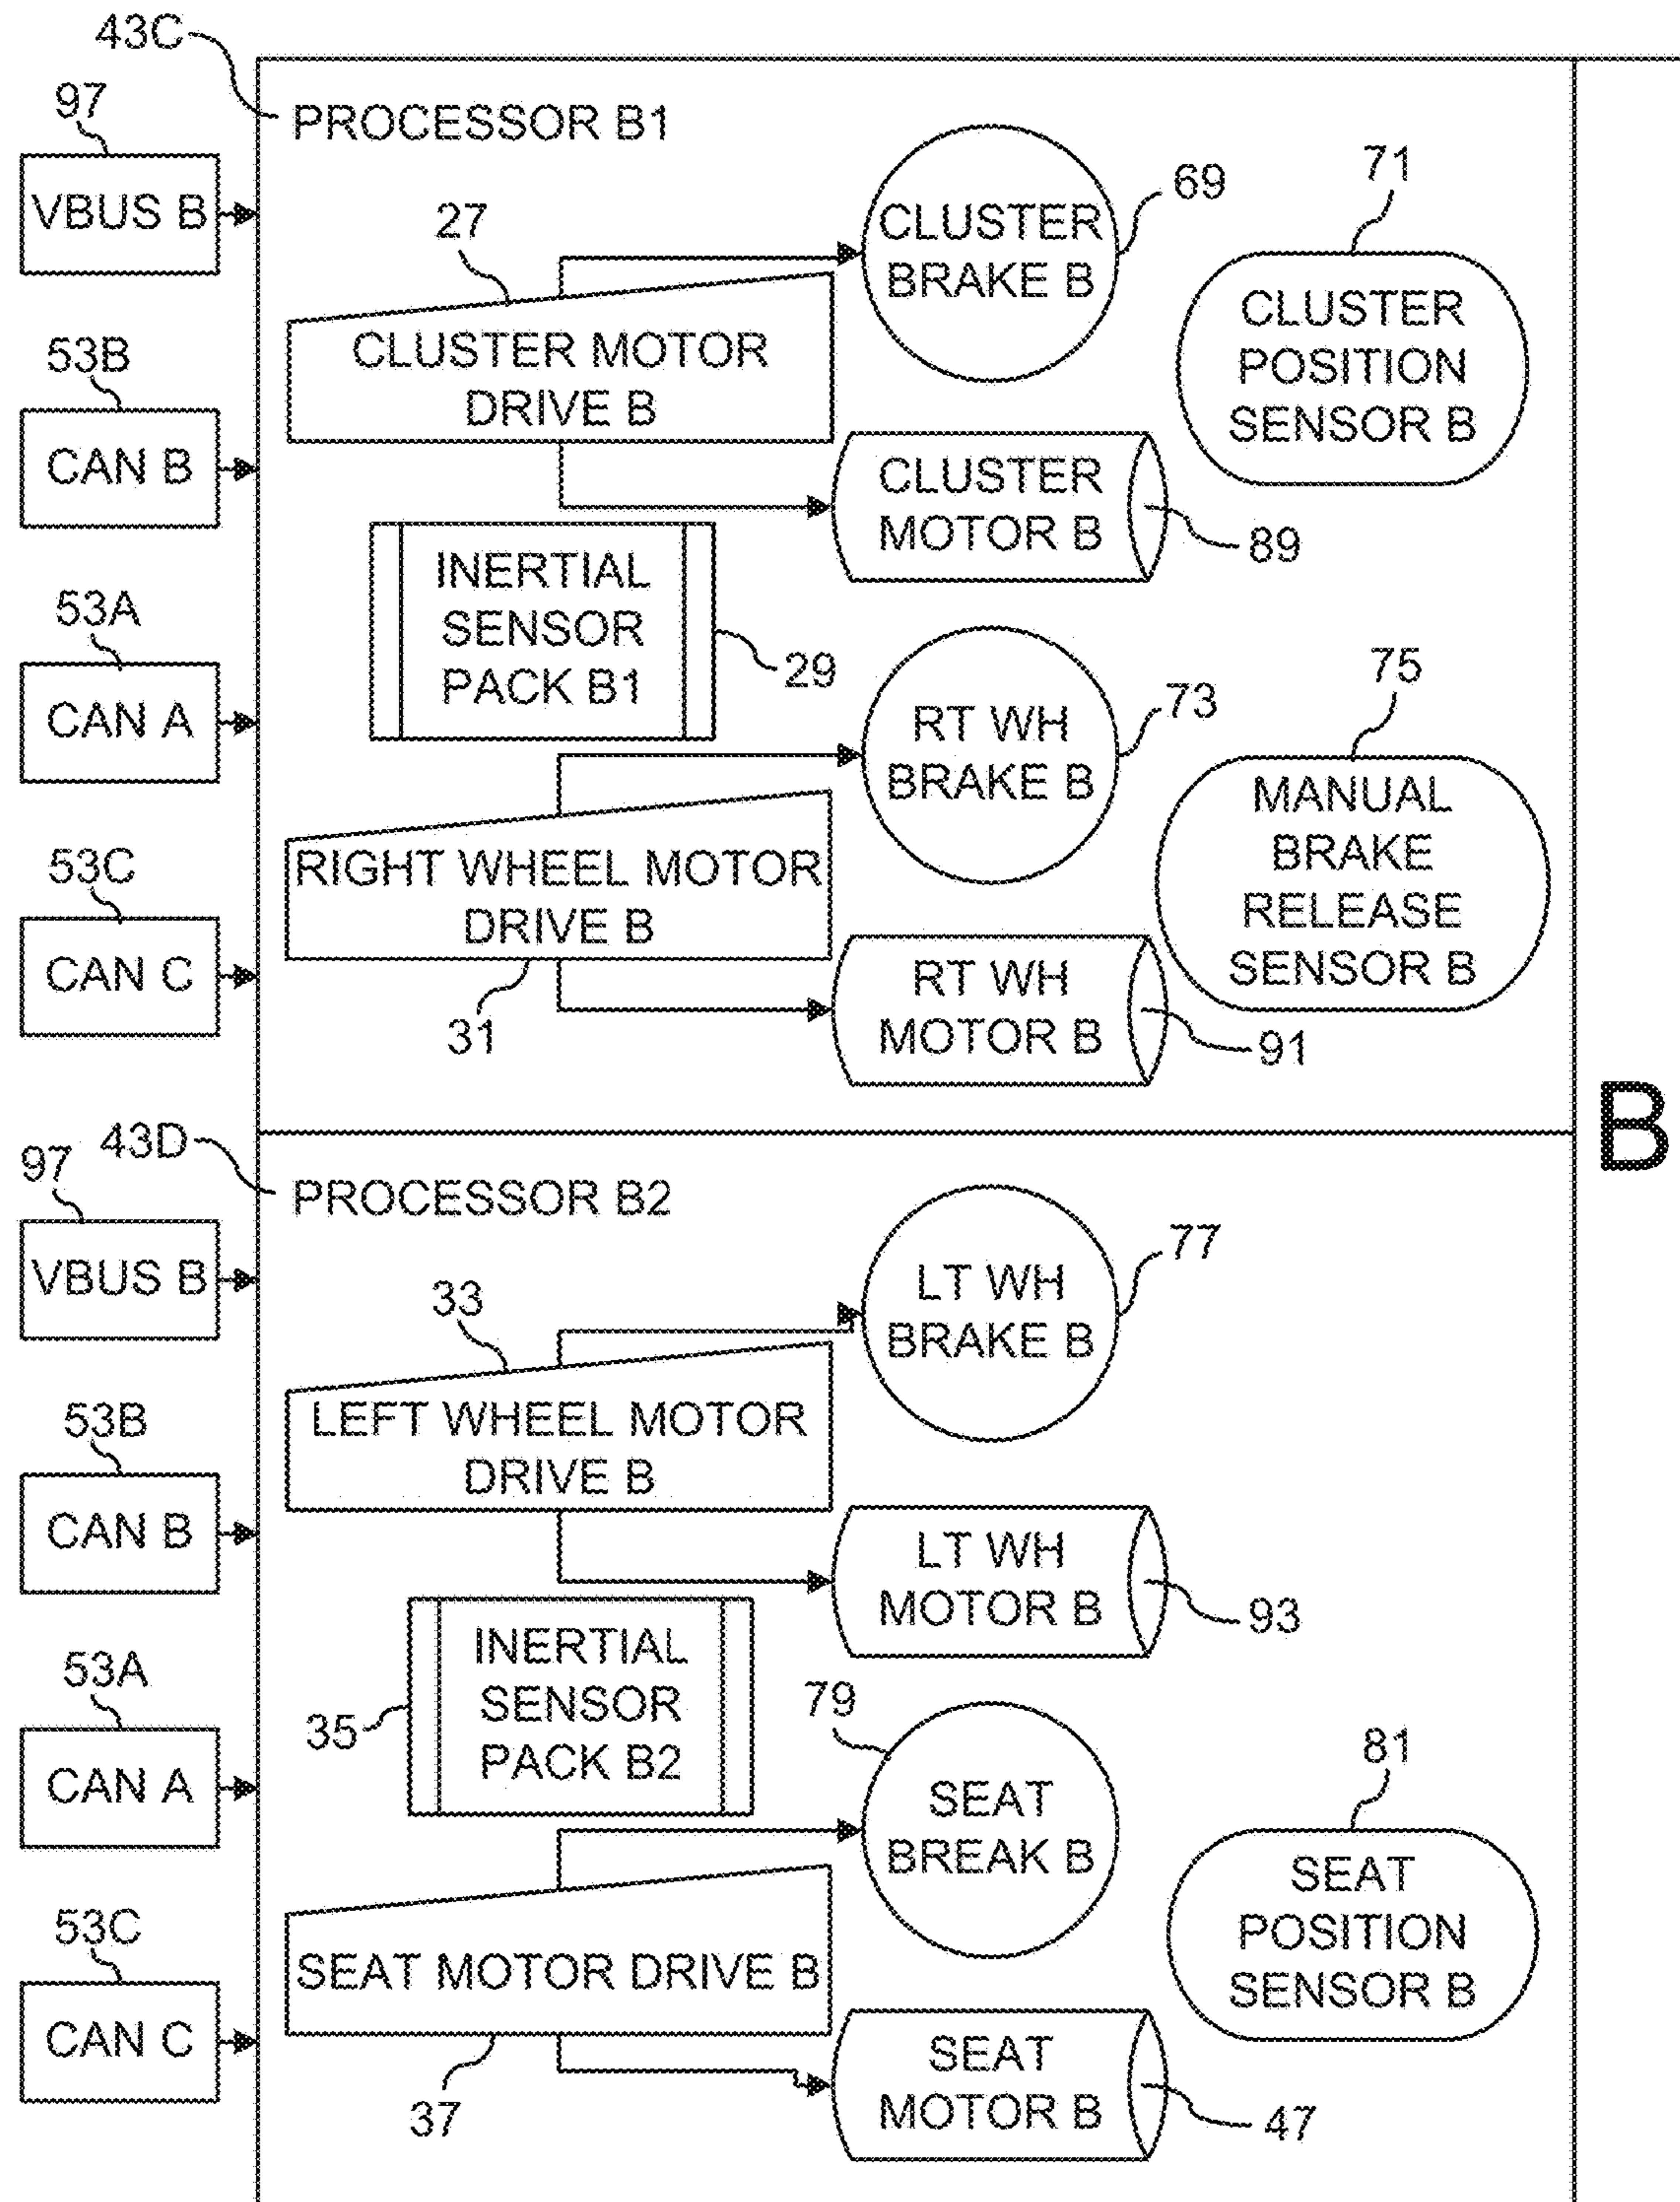 43C
97
VBUS B
53B
CAN B
53A
CAN A
53C
CAN C
PROCESSOR B1
27
CLUSTER MOTOR
DRIVE B
CLUSTER
BRAKE B
69
71
CLUSTER
POSITION
SENSOR B
CLUSTER
MOTOR B
89
INERTIAL
SENSOR
PACK B1
29
RT WH
BRAKE B
73
75
MANUAL
BRAKE
RELEASE
SENSOR B
RIGHT WHEEL MOTOR
DRIVE B
31
RT WH
MOTOR B
91
B
43D
97
VBUS B
53B
CAN B
53A
CAN A
53C
CAN C
PROCESSOR B2
33
LEFT WHEEL MOTOR
DRIVE B
LT WH
BRAKE B
77
LT WH
MOTOR B
93
INERTIAL
SENSOR
PACK B2
35
79
SEAT
BREAK B
81
SEAT
POSITION
SENSOR B
SEAT MOTOR DRIVE B
37
SEAT
MOTOR B
47